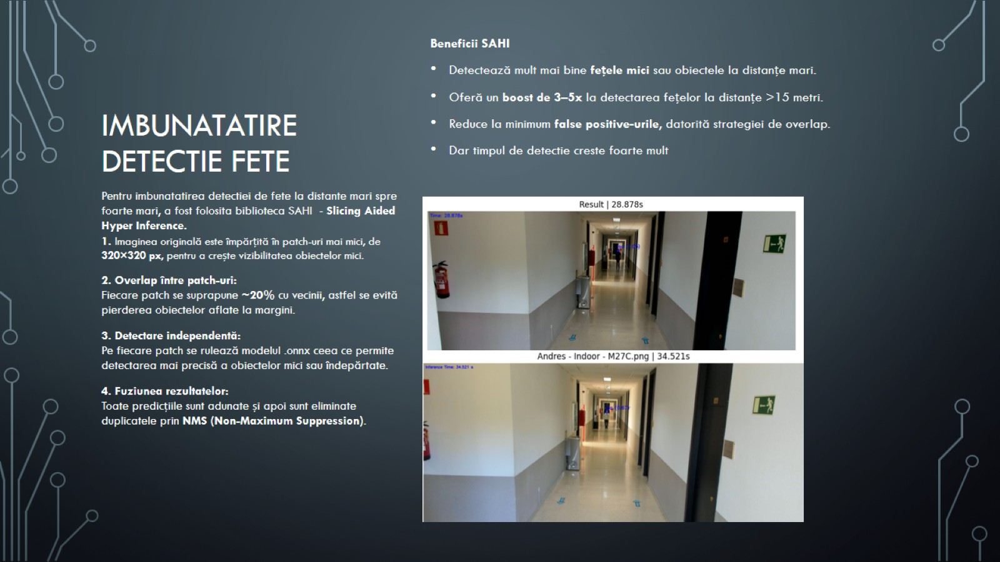 IMBUNATATIRE
DETECTIE FETE
Pentru imbunatatirea detectiei de fete la distante mari spre
foarte mari, a fost folosita biblioteca SAHI - Slicing Aided
Hyper Inference.
1. Imaginea originală este împărțită în patch-uri mai mici, de
320×320 px, pentru a crește vizibilitatea obiectelor mici.
2. Overlap între patch-uri:
Fiecare patch se suprapune ~20% cu vecinii, astfel se evită
pierderea obiectelor aflate la margini.
3. Detectare independentă:
Pe fiecare patch se rulează modelul .onnx ceea ce permite
detectarea mai precisă a obiectelor mici sau îndepărtate.
4. Fuziunea rezultatelor:
Toate predicțiile sunt adunate și apoi sunt eliminate
duplicatele prin NMS (Non-Maximum Suppression).
Beneficii SAHI
• Detectează mult mai bine fețele mici sau obiectele la distanțe mari.
• Oferă un boost de 3–5x la detectarea fețelor la distanțe >15 metri.
• Reduce la minimum false positive-urile, datorită strategiei de overlap.
• Dar timpul de detectie creste foarte mult
Result | 28.878s
Time: 28.878s
Andres - Indoor - M27C.png | 34.521s
Inference Time: 34.521 s